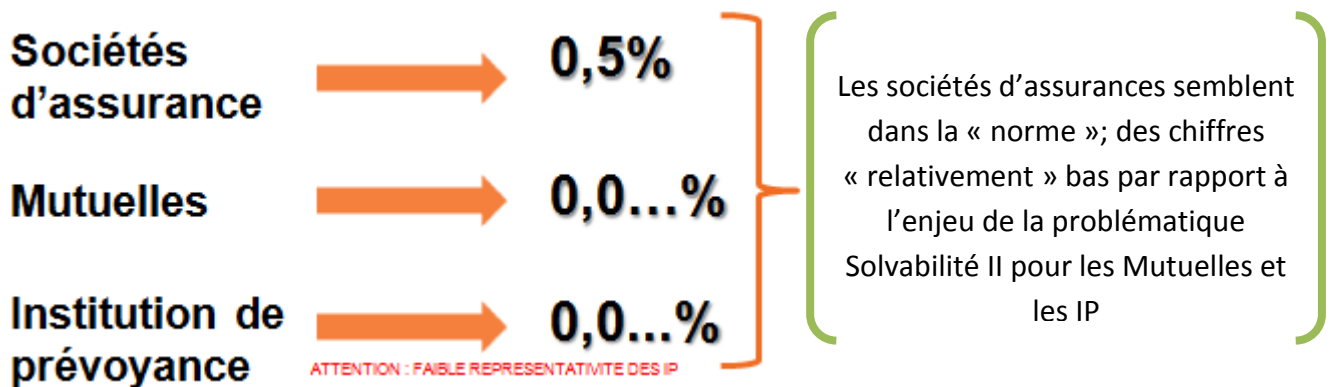 Sociétés
d’assurance
0,5%
Mutuelles
0,0…%
Institution de
prévoyance
0,0...%
ATTENTION : FAIBLE REPRESENTATIVITE DES IP
Les sociétés d’assurances semblent
dans la « norme »; des chiffres
« relativement » bas par rapport à
l’enjeu de la problématique
Solvabilité II pour les Mutuelles et
les IP